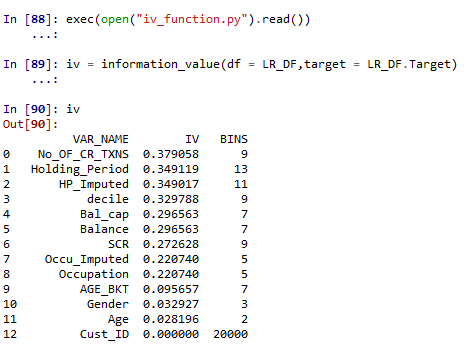 In [88]: exec(open("iv_function.py").read())
    ...:
In [89]: iv = information_value(df = LR_DF,target = LR_DF.Target)
    ...:
In [90]: iv
Out[90]:
          VAR_NAME        IV   BINS
0     No_OF_CR_TXNS  0.379058      9
1    Holding_Period  0.349119     13
2        HP_Imputed  0.349017     11
3            decile  0.329788      9
4           Bal_cap  0.296563      7
5           Balance  0.296563      7
6               SCR  0.272628      9
7      Occu_Imputed  0.220740      5
8        Occupation  0.220740      5
9           AGE_BKT  0.095657      7
10           Gender  0.032927      3
11              Age  0.028196      2
12          Cust_ID  0.000000  20000